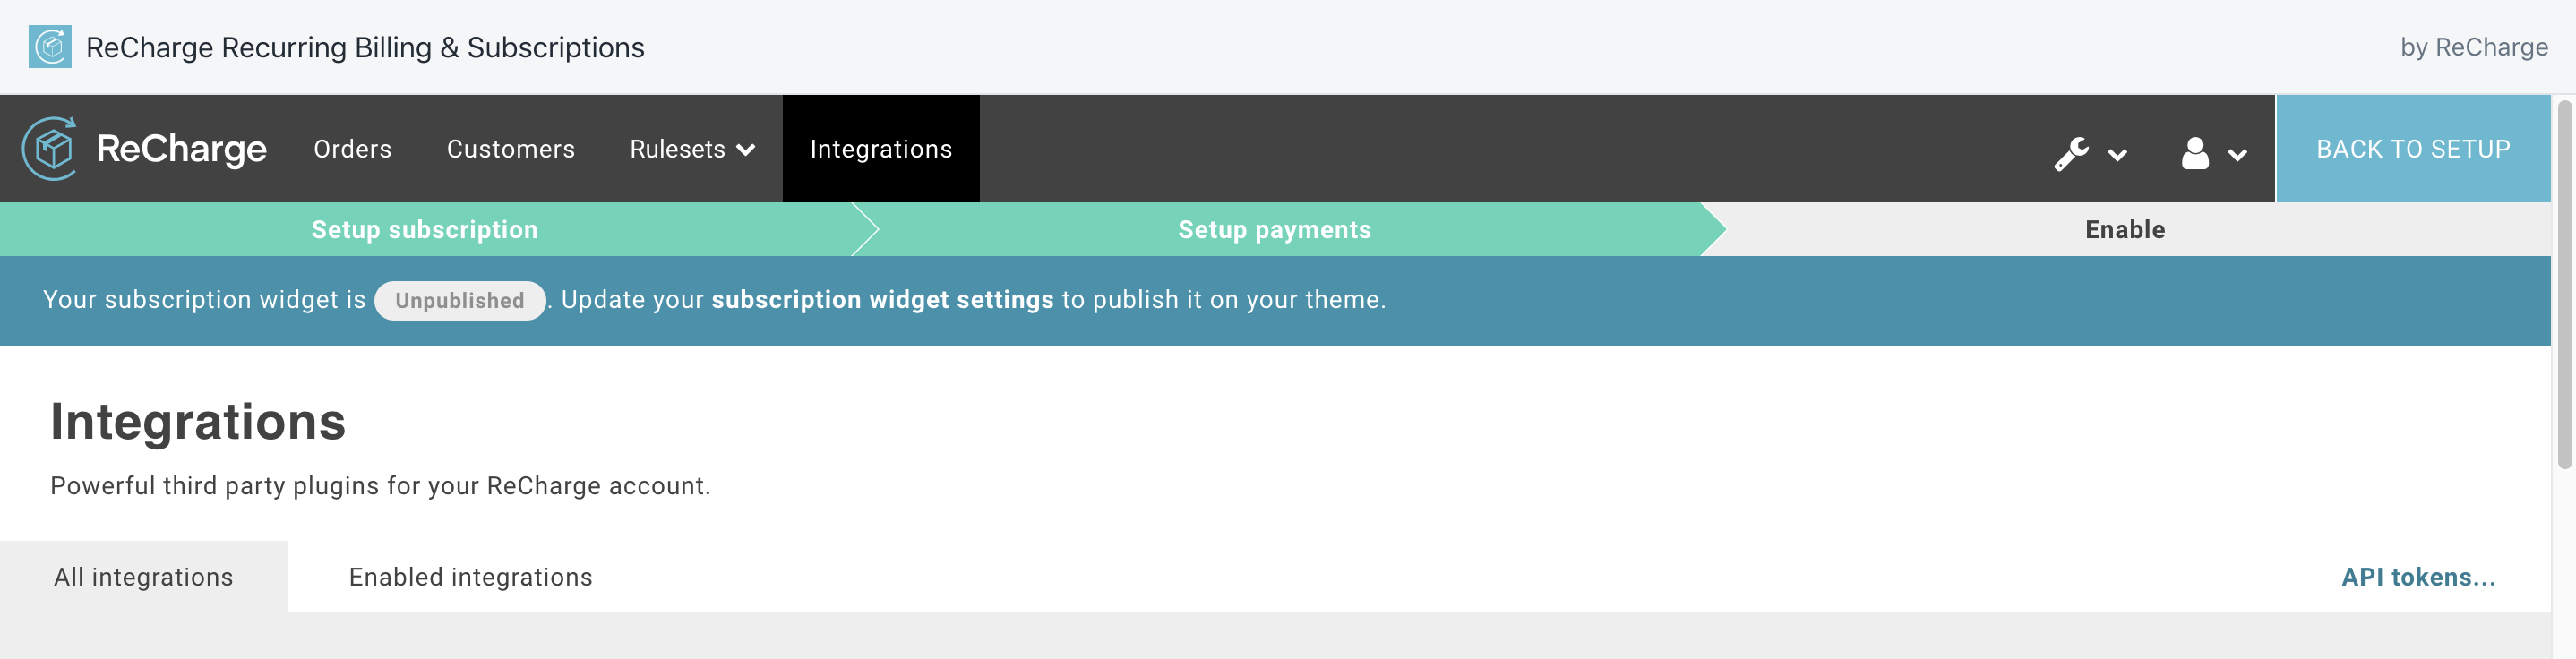 ReCharge Recurring Billing & Subscriptions
by ReCharge
ReCharge Orders Customers Rulesets Integrations
BACK TO SETUP
Setup subscription
Setup payments
Enable
Your subscription widget is Unpublished. Update your subscription widget settings to publish it on your theme.
Integrations
Powerful third party plugins for your ReCharge account.
All integrations
Enabled integrations
API tokens...